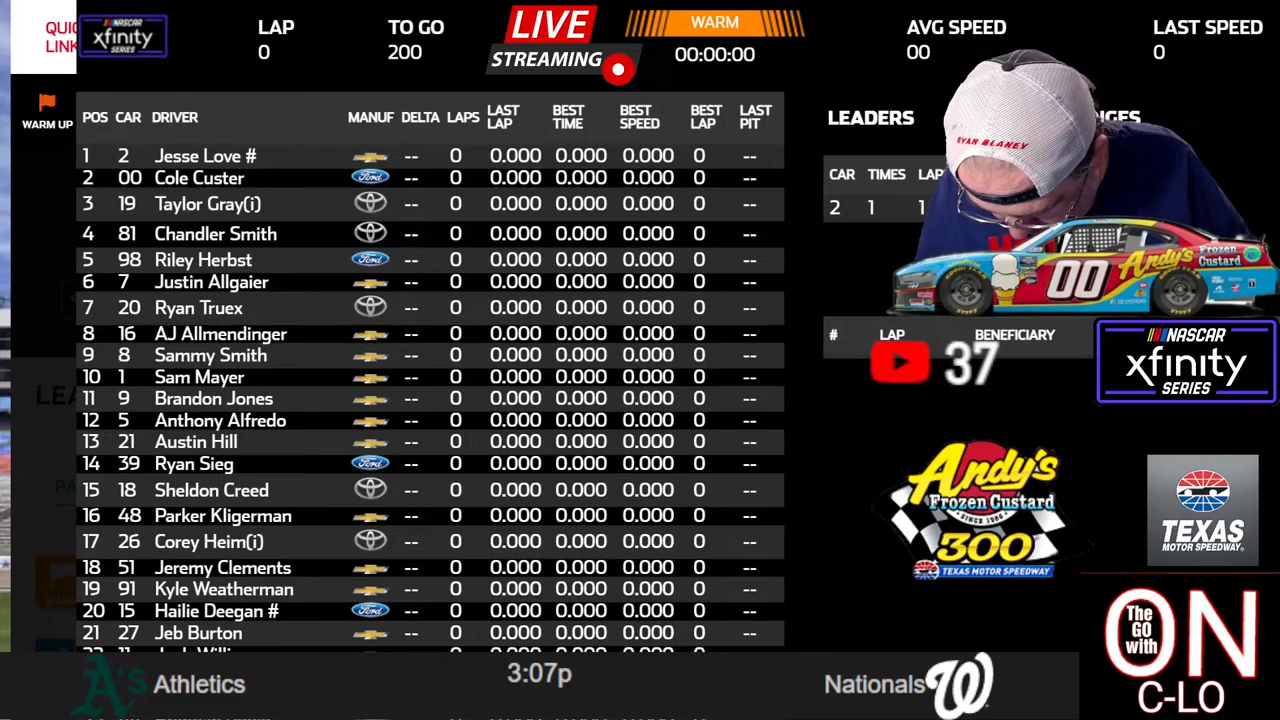 QUIC
LINK
NASCAR
xfinity
SERIES
LAP
0
TO GO
200
LIVE
STREAMING
WARM
00:00:00
AVG SPEED
00
LAST SPEED
0
WARM UP
POS CAR DRIVER MANUF DELTA LAPS LAST LAP BEST TIME BEST SPEED BEST LAP LAST PIT
1 2 Jesse Love # -- 0 0.000 0.000 0.000 0 --
2 00 Cole Custer Ford -- 0 0.000 0.000 0.000 0 --
3 19 Taylor Gray(i) -- 0 0.000 0.000 0.000 0 --
4 81 Chandler Smith -- 0 0.000 0.000 0.000 0 --
5 98 Riley Herbst Ford -- 0 0.000 0.000 0.000 0 --
6 7 Justin Allgaier -- 0 0.000 0.000 0.000 0 --
7 20 Ryan Truex -- 0 0.000 0.000 0.000 0 --
8 16 AJ Allmendinger -- 0 0.000 0.000 0.000 0 --
9 8 Sammy Smith -- 0 0.000 0.000 0.000 0 --
10 1 Sam Mayer -- 0 0.000 0.000 0.000 0 --
11 9 Brandon Jones -- 0 0.000 0.000 0.000 0 --
12 5 Anthony Alfredo -- 0 0.000 0.000 0.000 0 --
13 21 Austin Hill -- 0 0.000 0.000 0.000 0 --
14 39 Ryan Sieg Ford -- 0 0.000 0.000 0.000 0 --
15 18 Sheldon Creed -- 0 0.000 0.000 0.000 0 --
16 48 Parker Kligerman -- 0 0.000 0.000 0.000 0 --
17 26 Corey Heim(i) -- 0 0.000 0.000 0.000 0 --
18 51 Jeremy Clements -- 0 0.000 0.000 0.000 0 --
19 91 Kyle Weatherman -- 0 0.000 0.000 0.000 0 --
20 15 Hailie Deegan # Ford -- 0 0.000 0.000 0.000 0 --
21 27 Jeb Burton -- 0 0.000 0.000 0.000 0 --
LEADERS
CAR TIMES LAP
2 1 1
RYAN BLANEY
00
Andy's
Frozen
Custard
# LAP BENEFICIARY
37
NASCAR
xfinity
SERIES
Andy's
Frozen Custard
SINCE 1986
300
TEXAS MOTOR SPEEDWAY
TEXAS
MOTOR SPEEDWAY
The
GO
with
ON
C-LO
A's Athletics
3:07p
Nationals W